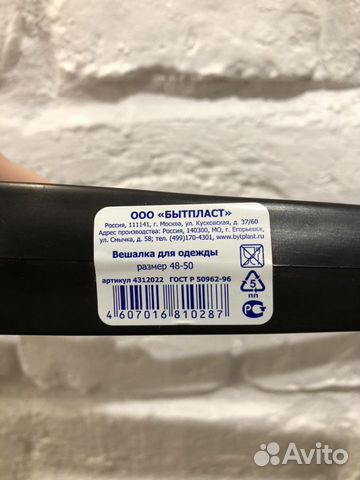 ООО «БЫТПЛАСТ»
Россия, 111141, г. Москва, ул. Кусковская, д. 37/60
Адрес производства: Россия, 140300, МО, г. Егорьевск,
ул. Смычка, д. 58; тел. (499)170-4301, www.bytplast.ru
Вешалка для одежды
размер 48-50
артикул 4312022 ГОСТ Р 50962-96
5
ПП
4 607016 810287
Avito